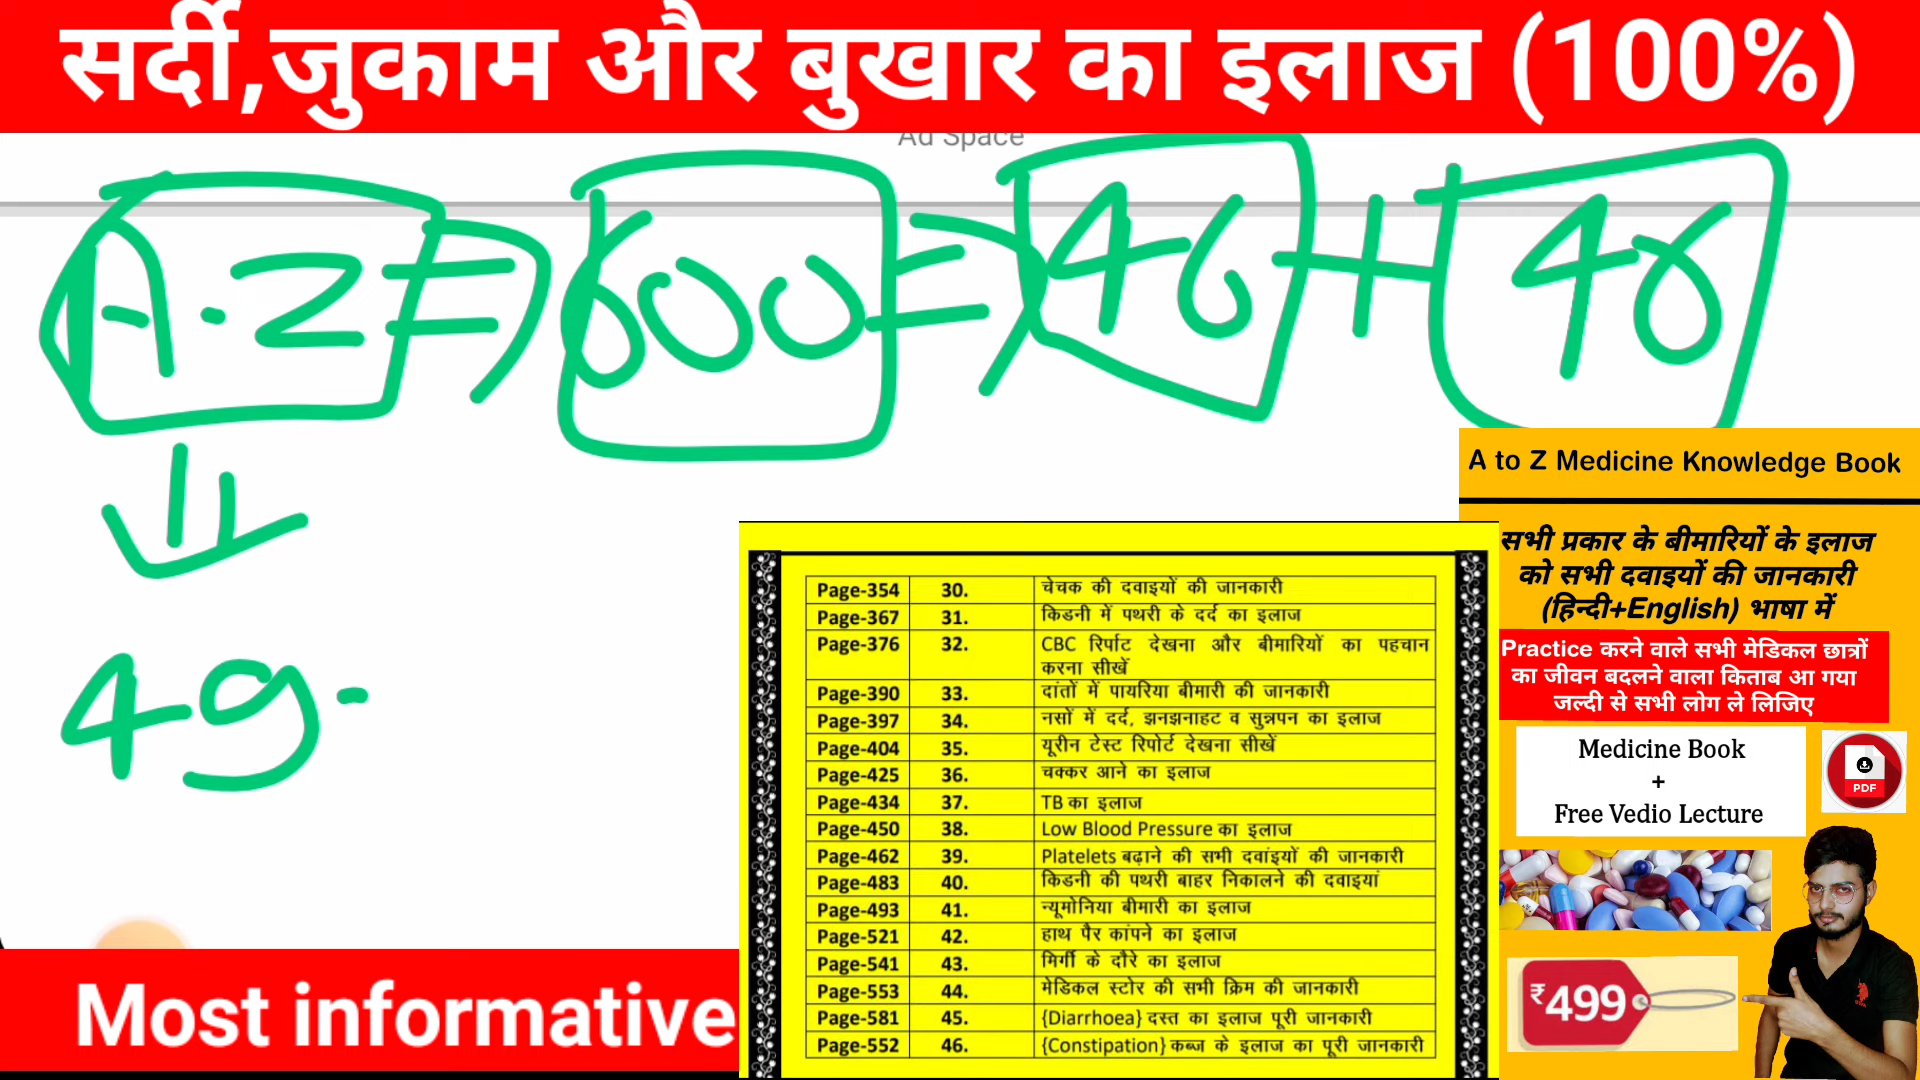 सर्दी,जुकाम और बुखार का इलाज (100%)
Ad Space
A-Z => 600 => 46 + 46
49-
A to Z Medicine Knowledge Book
सभी प्रकार के बीमारियों के इलाज
को सभी दवाइयों की जानकारी
(हिन्दी+English) भाषा में
Practice करने वाले सभी मेडिकल छात्रों
का जीवन बदलने वाला किताब आ गया
जल्दी से सभी लोग ले लिजिए
Medicine Book
+
Free Vedio Lecture
PDF
₹499
Page-354 30. चेचक की दवाइयों की जानकारी
Page-367 31. किडनी में पथरी के दर्द का इलाज
Page-376 32. CBC रिर्पाट देखना और बीमारियों का पहचान
करना सीखें
Page-390 33. दांतों में पायरिया बीमारी की जानकारी
Page-397 34. नसों में दर्द, झनझनाहट व सुन्नपन का इलाज
Page-404 35. यूरीन टेस्ट रिपोर्ट देखना सीखें
Page-425 36. चक्कर आने का इलाज
Page-434 37. TB का इलाज
Page-450 38. Low Blood Pressure का इलाज
Page-462 39. Platelets बढ़ाने की सभी दवांइयों की जानकारी
Page-483 40. किडनी की पथरी बाहर निकालने की दवाइयां
Page-493 41. न्यूमोनिया बीमारी का इलाज
Page-521 42. हाथ पैर कांपने का इलाज
Page-541 43. मिर्गी के दौरे का इलाज
Page-553 44. मेडिकल स्टोर की सभी क्रिम की जानकारी
Page-581 45. {Diarrhoea} दस्त का इलाज पूरी जानकारी
Page-552 46. {Constipation} कब्ज के इलाज का पूरी जानकारी
Most informative